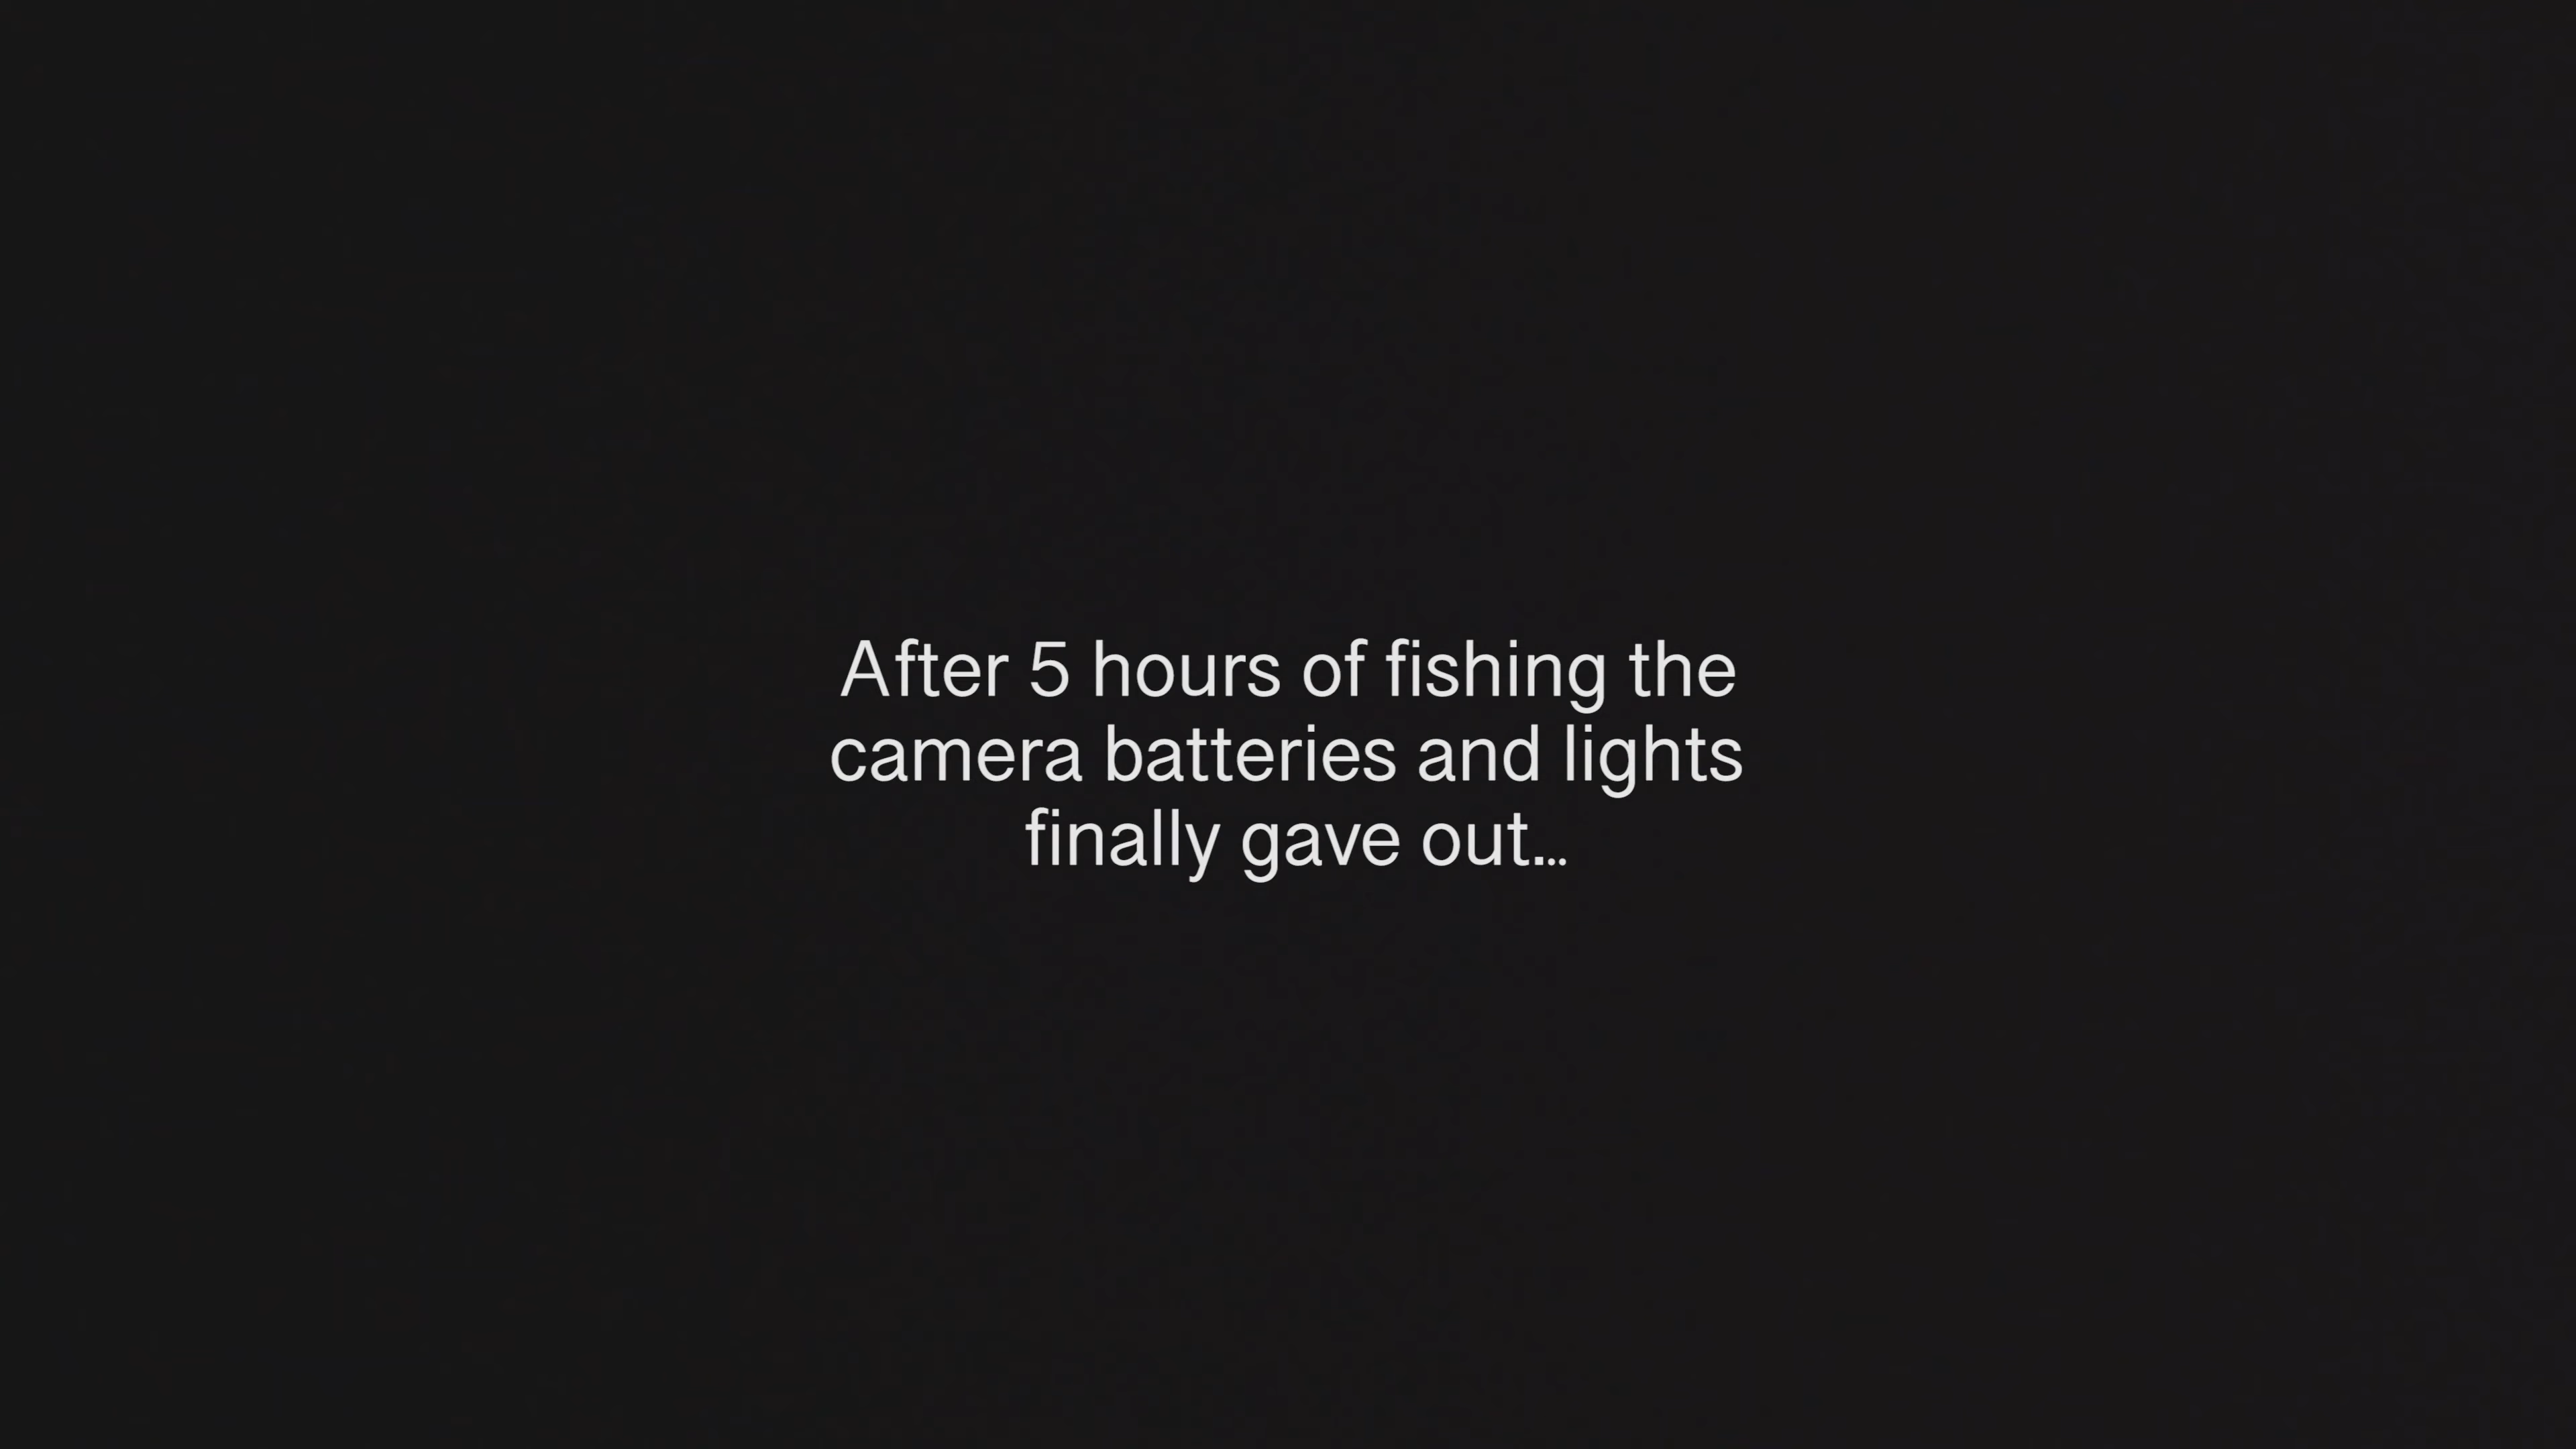 After 5 hours of fishing the
camera batteries and lights
finally gave out...